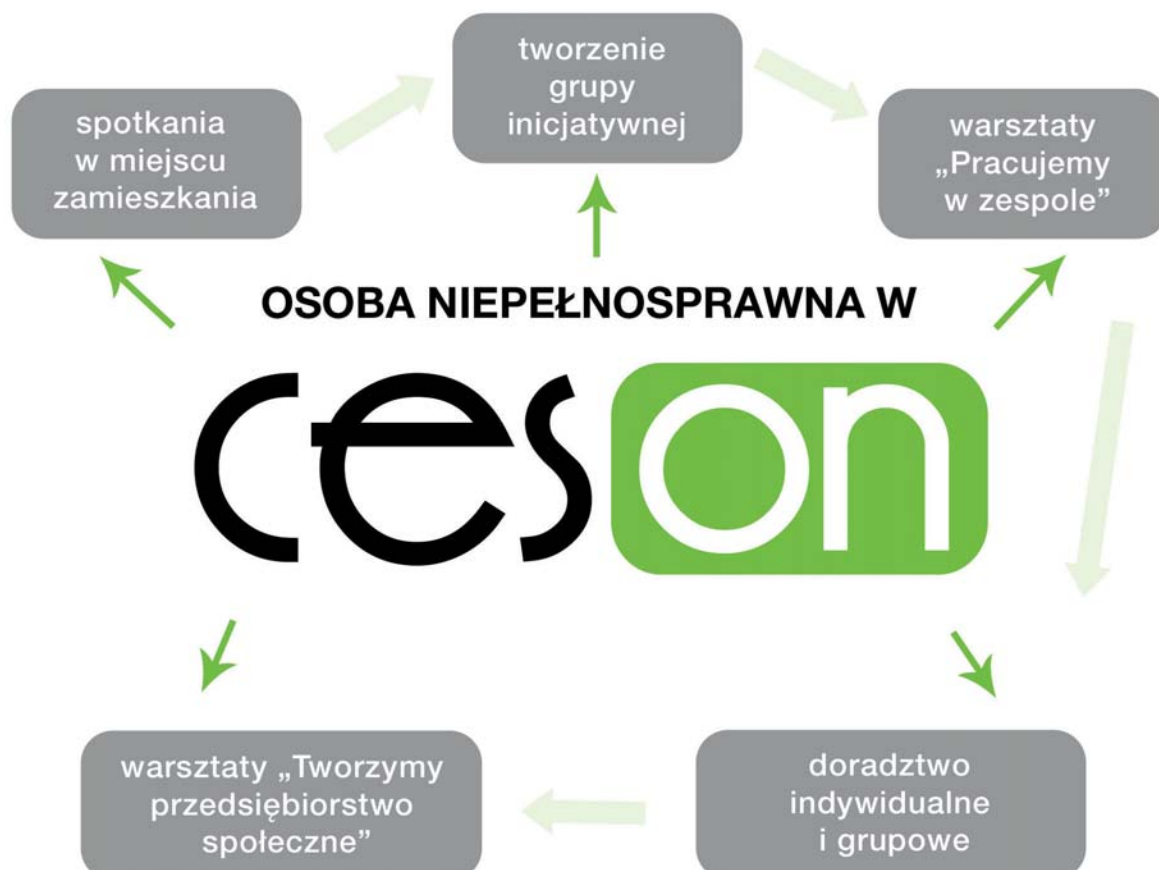 spotkania
w miejscu
zamieszkania
tworzenie
grupy
inicjatywnej
warsztaty
„Pracujemy
w zespole”
OSOBA NIEPEŁNOSPRAWNA W
ceson
warsztaty „Tworzymy
przedsiębiorstwo
społeczne”
doradztwo
indywidualne
i grupowe